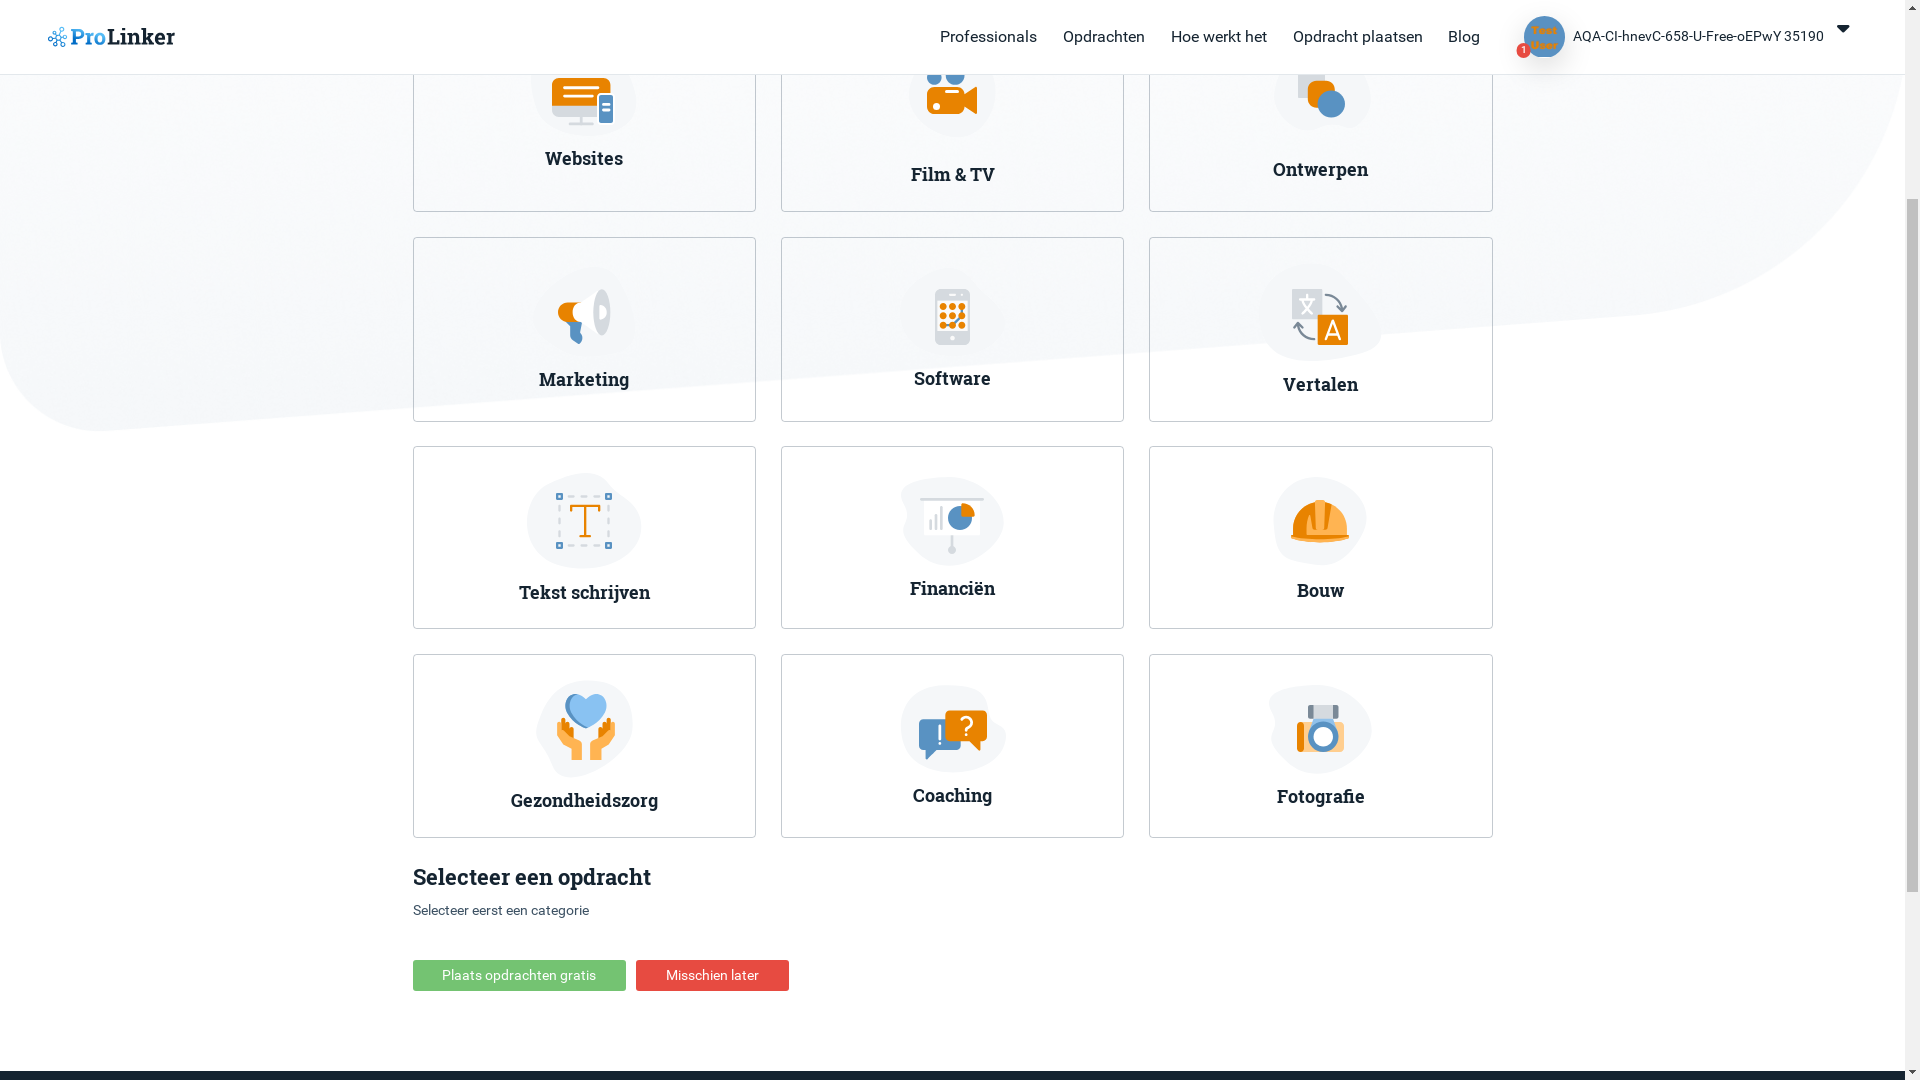 ProLinker
Professionals
Opdrachten
Hoe werkt het
Opdracht plaatsen
Blog
Test
User
1
AQA-CI-hnevC-658-U-Free-oEPwY 35190
Websites
Film & TV
Ontwerpen
Marketing
Software
文
A
Vertalen
T
Tekst schrijven
Financiën
Bouw
Gezondheidszorg
! ?
Coaching
Fotografie
Selecteer een opdracht
Selecteer eerst een categorie
Plaats opdrachten gratis
Misschien later